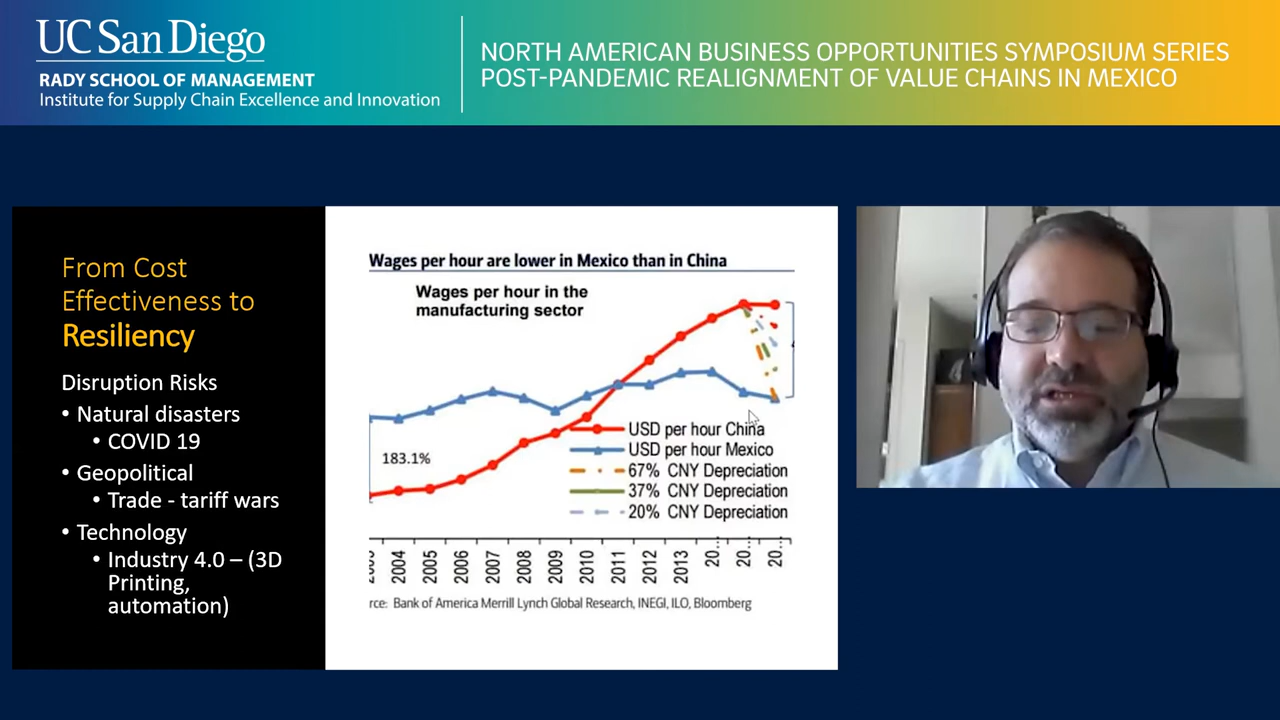 UC San Diego
RADY SCHOOL OF MANAGEMENT
Institute for Supply Chain Excellence and Innovation
NORTH AMERICAN BUSINESS OPPORTUNITIES SYMPOSIUM SERIES
POST-PANDEMIC REALIGNMENT OF VALUE CHAINS IN MEXICO
From Cost
Effectiveness to
Resiliency
Disruption Risks
• Natural disasters
• COVID 19
• Geopolitical
• Trade - tariff wars
• Technology
• Industry 4.0 – (3D
Printing,
automation)
Wages per hour are lower in Mexico than in China
Wages per hour in the
manufacturing sector
183.1%
USD per hour China
USD per hour Mexico
67% CNY Depreciation
37% CNY Depreciation
20% CNY Depreciation
2004
2005
2006
2007
2008
2009
2010
2011
2012
2013
20...
20...
20...
rce: Bank of America Merrill Lynch Global Research, INEGI, ILO, Bloomberg